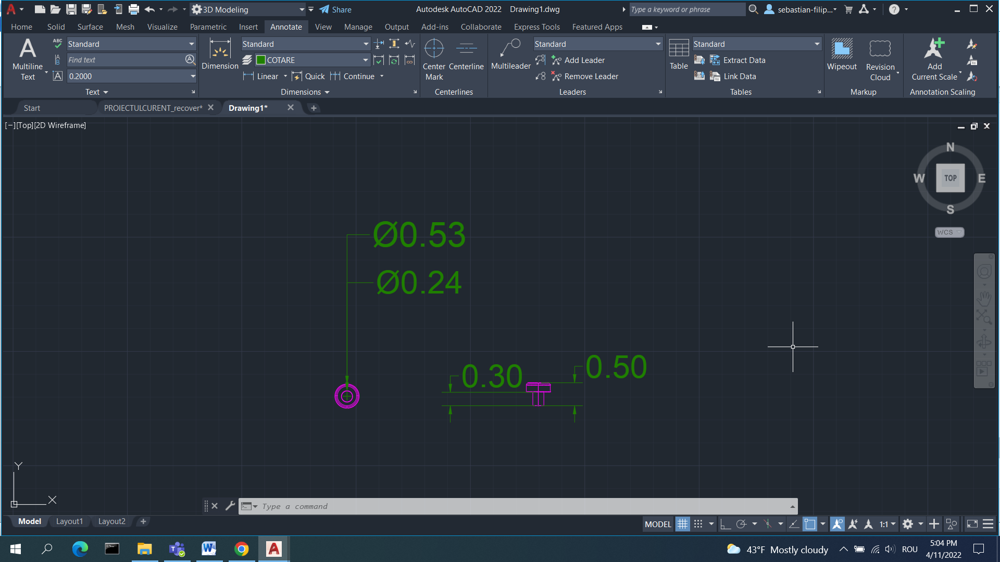 3D Modeling
Share
Autodesk AutoCAD 2022 Drawing1.dwg
Type a keyword or phrase
sebastian-filip...
Home Solid Surface Mesh Visualize Parametric Insert Annotate View Manage Output Add-ins Collaborate Express Tools Featured Apps
A
Multiline
Text
ABC
Standard
Find text
0.2000
Text
Dimension
Standard
COTARE
Linear Quick Continue
Dimensions
Center
Mark
Centerline
Centerlines
Multileader
Standard
Add Leader
Remove Leader
Leaders
Table
Standard
Extract Data
Link Data
Tables
Wipeout
Revision
Cloud
Markup
Add
Current Scale
Annotation Scaling
Start PROIECTULCURENT_recover* Drawing1*
[−][Top][2D Wireframe]
N
W TOP E
S
WCS
Ø0.53
Ø0.24
0.30
0.50
Y
X
Type a command
Model Layout1 Layout2
MODEL 1:1
43°F Mostly cloudy
ROU
5:04 PM
4/11/2022